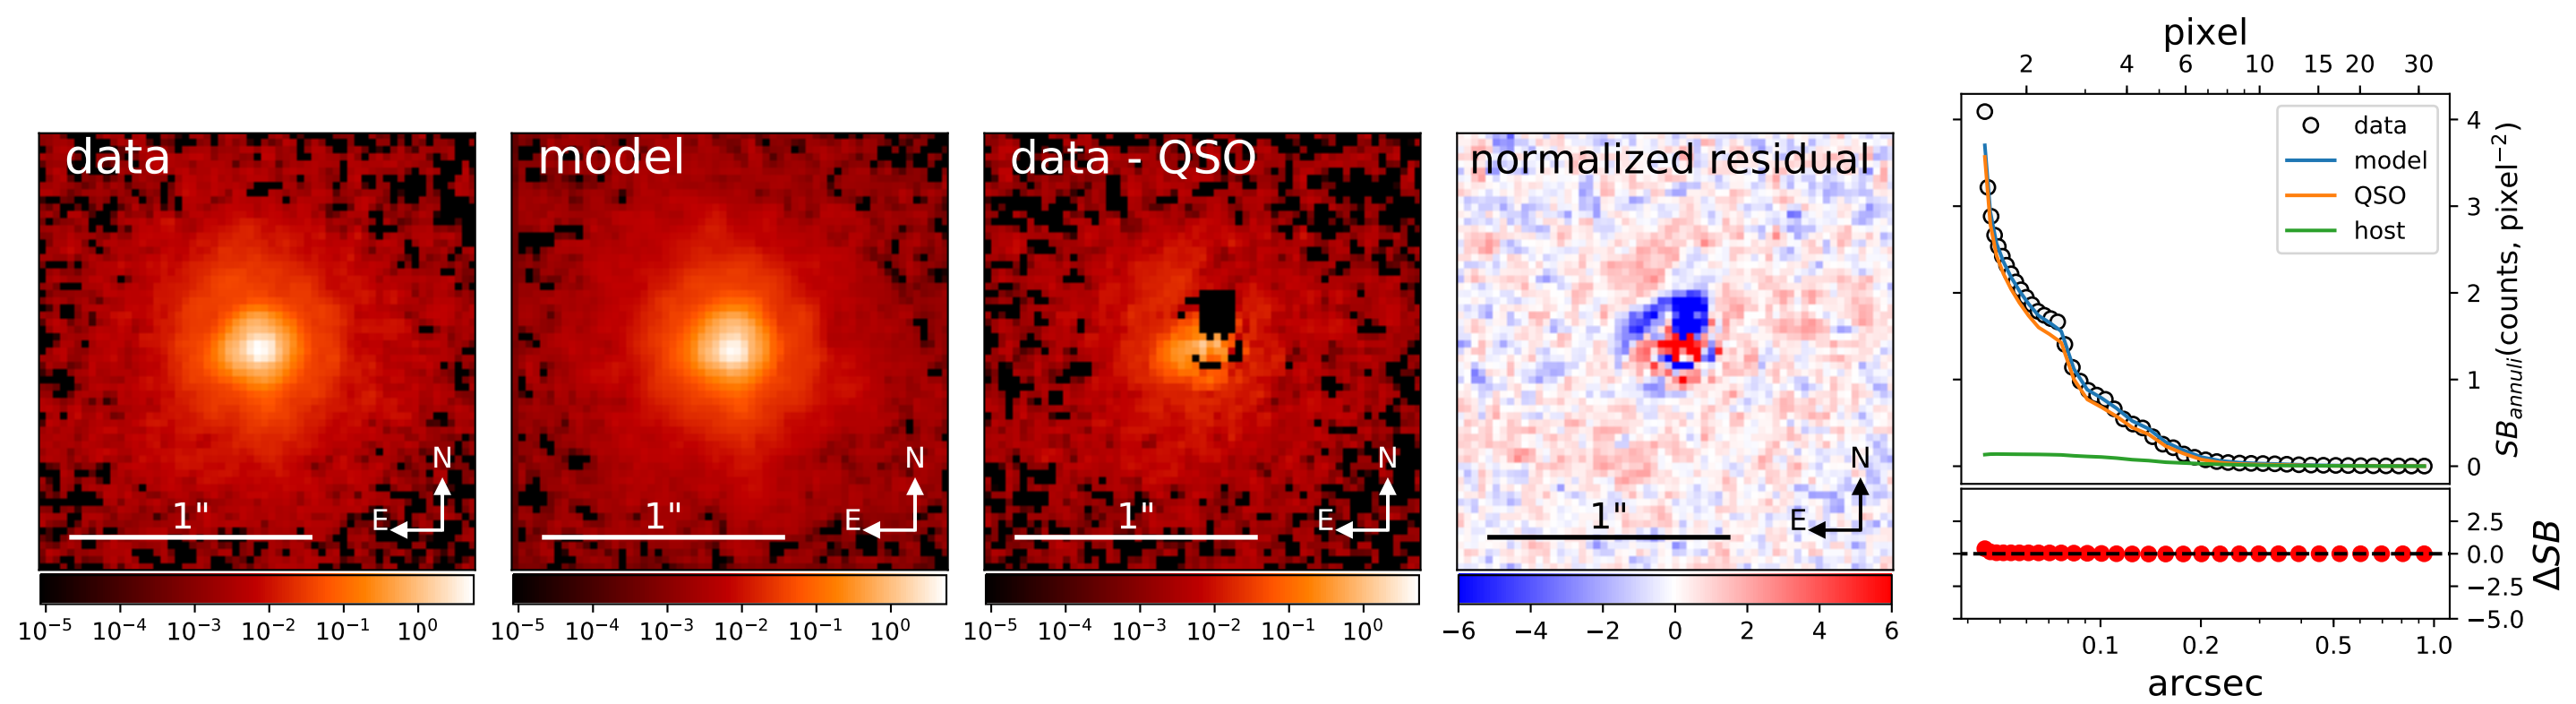 data
N
E
1"
10⁻⁵ 10⁻⁴ 10⁻³ 10⁻² 10⁻¹ 10⁰
model
N
E
1"
10⁻⁵ 10⁻⁴ 10⁻³ 10⁻² 10⁻¹ 10⁰
data - QSO
N
E
1"
10⁻⁵ 10⁻⁴ 10⁻³ 10⁻² 10⁻¹ 10⁰
normalized residual
N
E
1"
−6 −4 −2 0 2 4 6
pixel
2 4 6 10 15 20 30
data
model
QSO
host
4
3
2
1
0
SB_annuli(counts, pixel⁻²)
2.5
0.0
−2.5
−5.0
ΔSB
0.1 0.2 0.5 1.0
arcsec